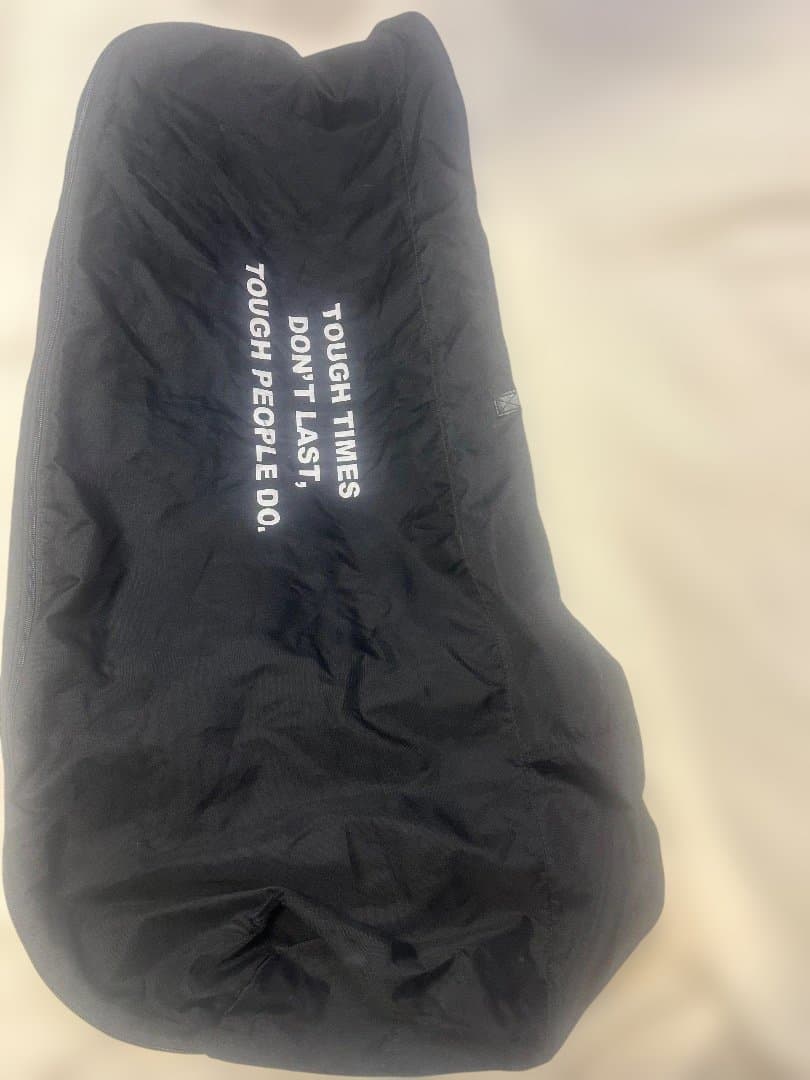 TOUGH TIMES
DON'T LAST,
TOUGH PEOPLE DO.